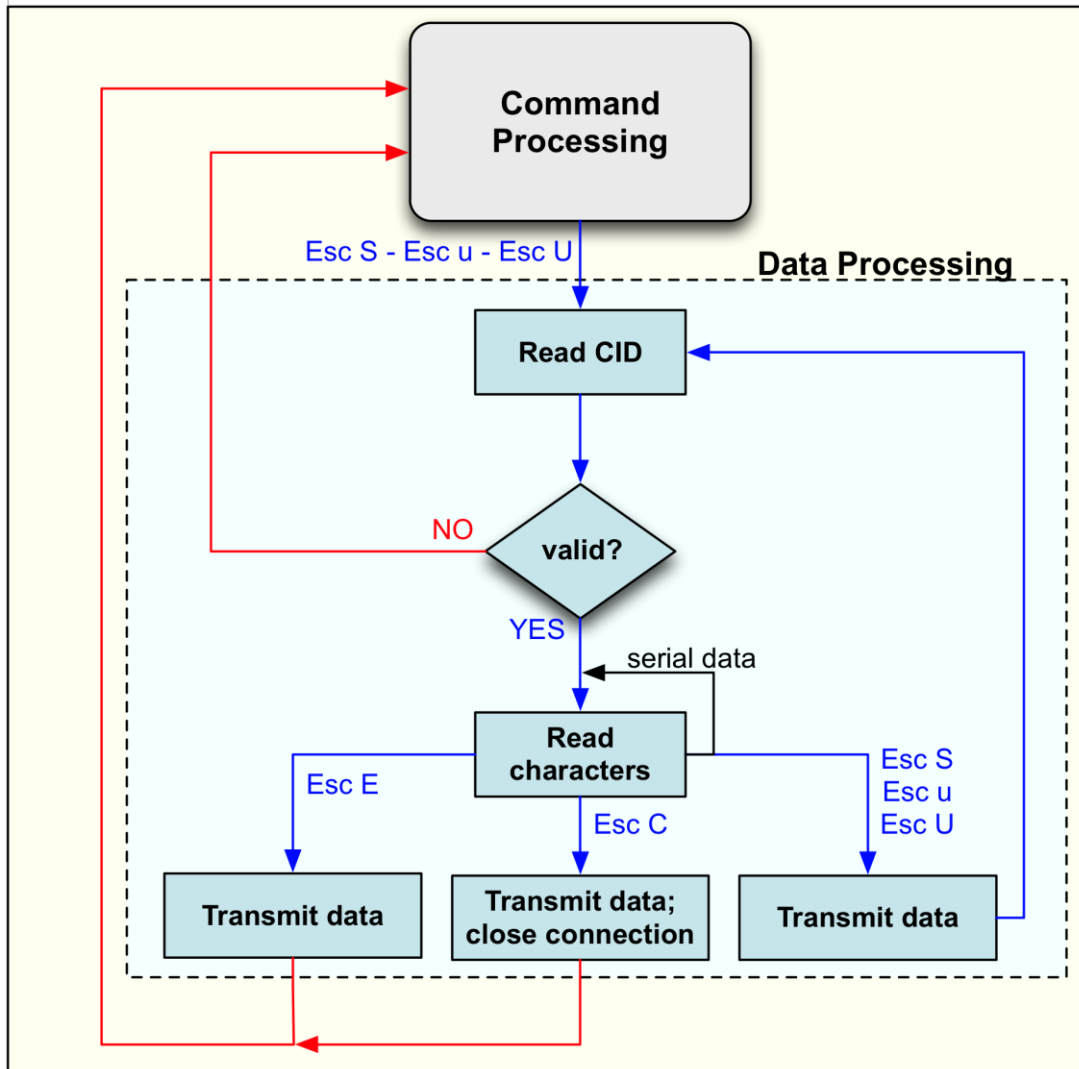 Command
Processing
Esc S - Esc u - Esc U
Data Processing
Read CID
NO
valid?
YES
serial data
Read
characters
Esc E
Esc C
Esc S
Esc u
Esc U
Transmit data
Transmit data;
close connection
Transmit data